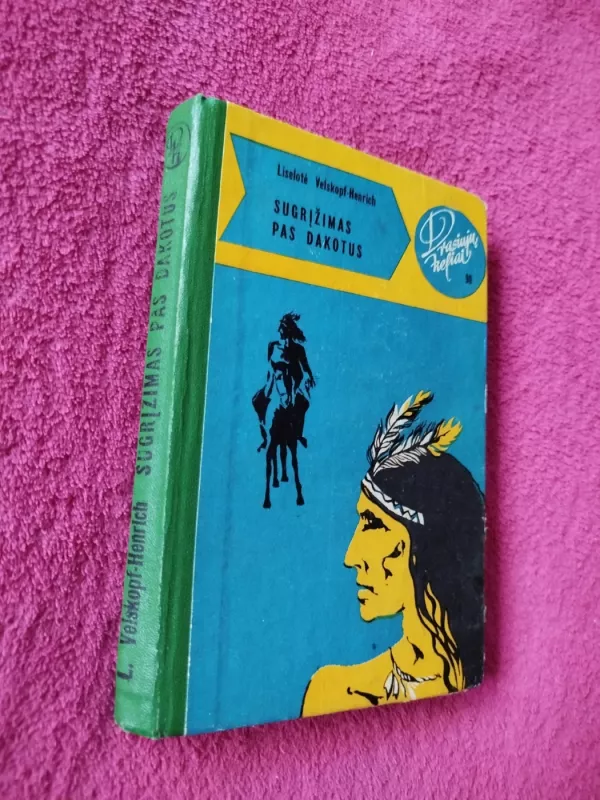 Liselotė Velskopf-Henrich
SUGRĮŽIMAS
PAS DAKOTUS
Drąsiųjų
keliai
L. Velskopf-Henrich SUGRĮŽIMAS PAS DAKOTUS